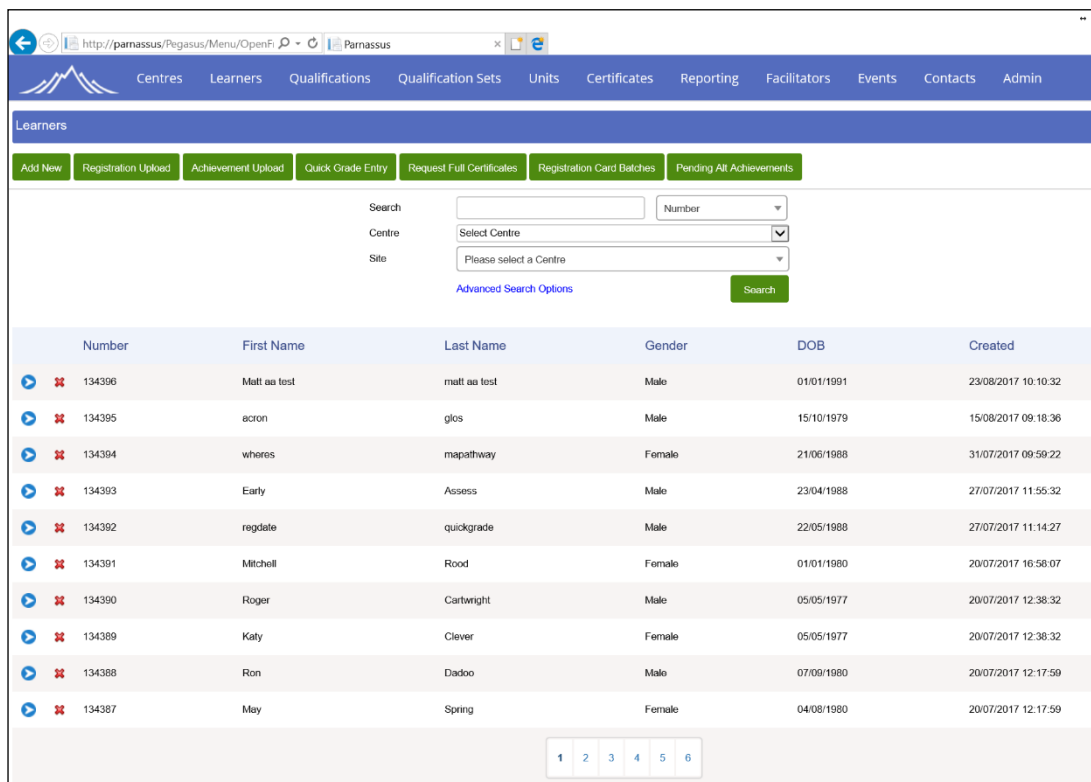 http://parnassus/Pegasus/Menu/OpenFi Parnassus
Centres Learners Qualifications Qualification Sets Units Certificates Reporting Facilitators Events Contacts Admin
Learners
Add New Registration Upload Achievement Upload Quick Grade Entry Request Full Certificates Registration Card Batches Pending Alt Achievements
Search Number
Centre Select Centre
Site Please select a Centre
Advanced Search Options Search
Number First Name Last Name Gender DOB Created
134396 Matt aa test matt aa test Male 01/01/1991 23/08/2017 10:10:32
134395 acron glos Male 15/10/1979 15/08/2017 09:18:36
134394 wheres mapathway Female 21/06/1988 31/07/2017 09:59:22
134393 Early Assess Male 23/04/1988 27/07/2017 11:55:32
134392 regdate quickgrade Male 22/05/1988 27/07/2017 11:14:27
134391 Mitchell Rood Female 01/01/1980 20/07/2017 16:58:07
134390 Roger Cartwright Male 05/05/1977 20/07/2017 12:38:32
134389 Katy Clever Female 05/05/1977 20/07/2017 12:38:32
134388 Ron Dadoo Male 07/09/1980 20/07/2017 12:17:59
134387 May Spring Female 04/08/1980 20/07/2017 12:17:59
1 2 3 4 5 6